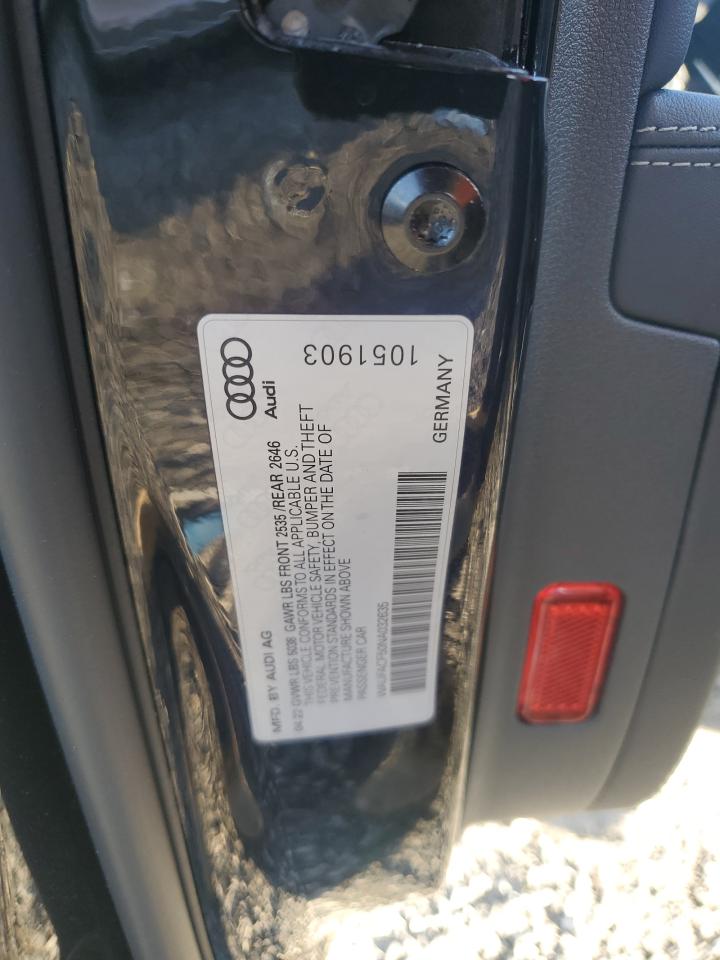 Audi
1051903
MFD. BY AUDI AG
04.22 GVWR LBS 5038 GAWR LBS FRONT 2535 /REAR 2646
THIS VEHICLE CONFORMS TO ALL APPLICABLE U.S.
FEDERAL MOTOR VEHICLE SAFETY, BUMPER AND THEFT
PREVENTION STANDARDS IN EFFECT ON THE DATE OF
MANUFACTURE SHOWN ABOVE
PASSENGER CAR
WAUFACF50NA032635
GERMANY